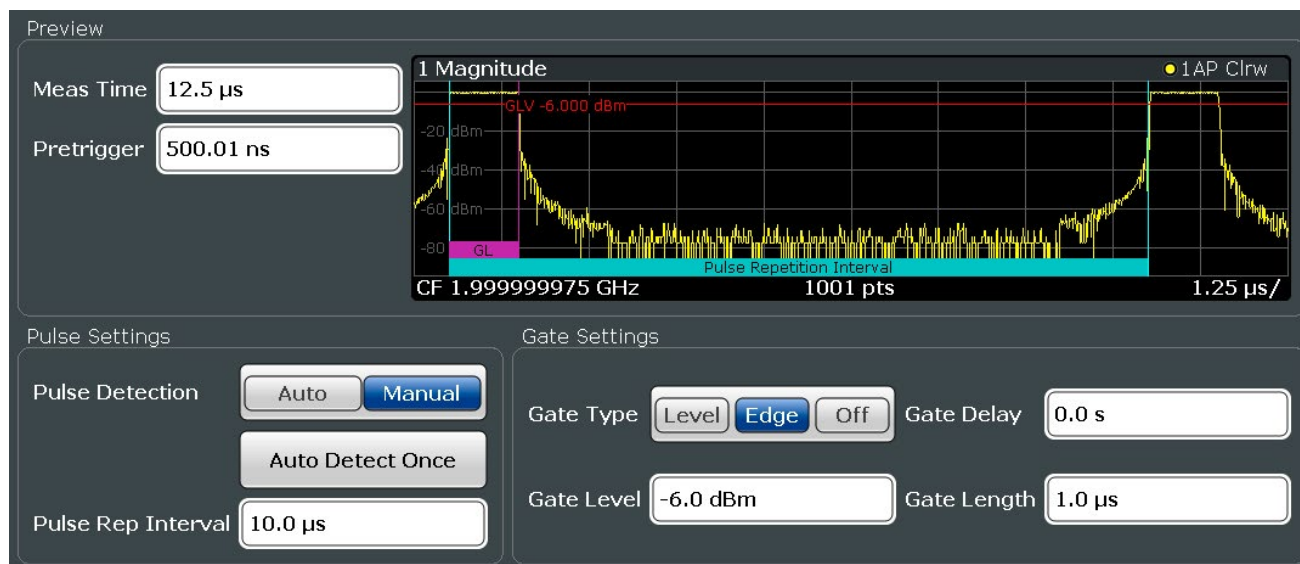 Preview
Meas Time 12.5 µs
Pretrigger 500.01 ns
1 Magnitude 1AP Clrw
GLV -6.000 dBm
-20 dBm
-40 dBm
-60 dBm
-80
GL
Pulse Repetition Interval
CF 1.999999975 GHz 1001 pts 1.25 µs/
Pulse Settings
Pulse Detection Auto Manual
Auto Detect Once
Pulse Rep Interval 10.0 µs
Gate Settings
Gate Type Level Edge Off Gate Delay 0.0 s
Gate Level -6.0 dBm Gate Length 1.0 µs